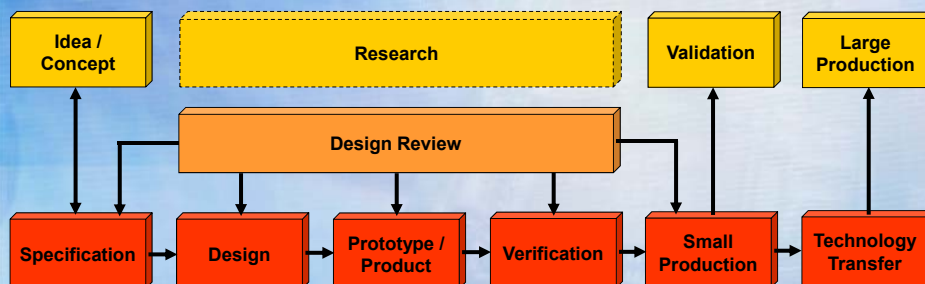 Idea /
Concept
Research
Validation
Large
Production
Design Review
Specification
Design
Prototype /
Product
Verification
Small
Production
Technology
Transfer